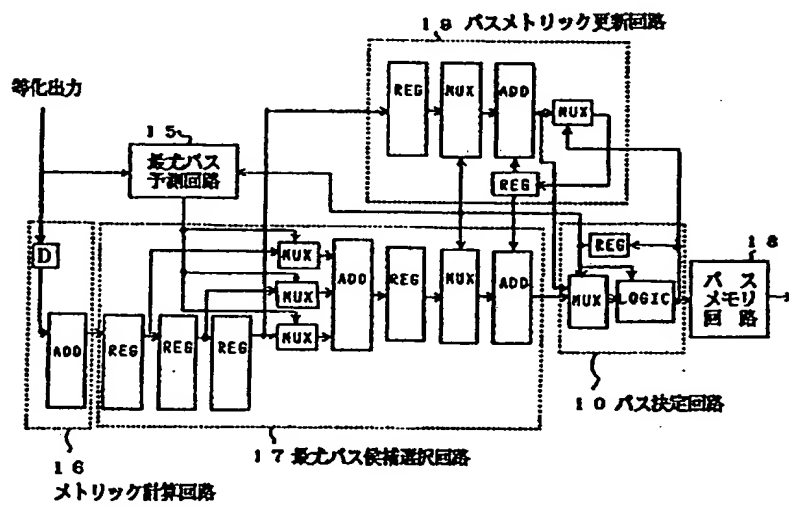 19 パスメトリック更新回路
REG
MUX
ADD
MUX
REG
等化出力
15
最尤パス
予測回路
D
ADD
REG
REG
REG
MUX
MUX
MUX
ADD
REG
MUX
ADD
REG
MUX
LOGIC
18
パス
メモリ
回路
10 パス決定回路
17 最尤パス候補選択回路
16
メトリック計算回路